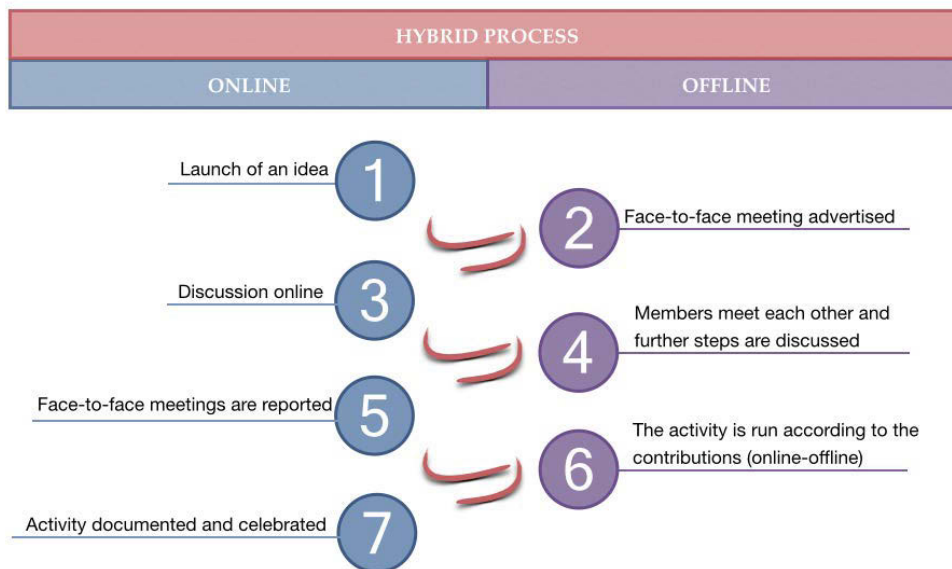 HYBRID PROCESS
ONLINE
OFFLINE
Launch of an idea
1
2
Face-to-face meeting advertised
Discussion online
3
4
Members meet each other and
further steps are discussed
Face-to-face meetings are reported
5
6
The activity is run according to the
contributions (online-offline)
Activity documented and celebrated
7